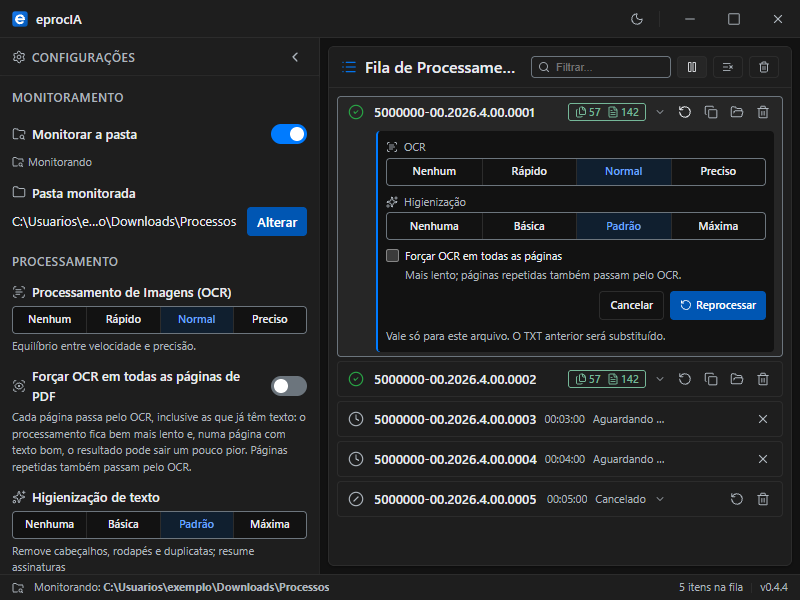 eprocIA
CONFIGURAÇÕES
MONITORAMENTO
Monitorar a pasta
Monitorando
Pasta monitorada
C:\Usuarios\e...o\Downloads\Processos
Alterar
PROCESSAMENTO
Processamento de Imagens (OCR)
Nenhum Rápido Normal Preciso
Equilíbrio entre velocidade e precisão.
Forçar OCR em todas as páginas de
PDF
Cada página passa pelo OCR, inclusive as que já têm texto: o
processamento fica bem mais lento e, numa página com
texto bom, o resultado pode sair um pouco pior. Páginas
repetidas também passam pelo OCR.
Higienização de texto
Nenhuma Básica Padrão Máxima
Remove cabeçalhos, rodapés e duplicatas; resume
assinaturas
Fila de Processame...
Filtrar...
5000000-00.2026.4.00.0001 57 142
OCR
Nenhum Rápido Normal Preciso
Higienização
Nenhuma Básica Padrão Máxima
Forçar OCR em todas as páginas
Mais lento; páginas repetidas também passam pelo OCR.
Cancelar Reprocessar
Vale só para este arquivo. O TXT anterior será substituído.
5000000-00.2026.4.00.0002 57 142
5000000-00.2026.4.00.0003 00:03:00 Aguardando ...
5000000-00.2026.4.00.0004 00:04:00 Aguardando ...
5000000-00.2026.4.00.0005 00:05:00 Cancelado
Monitorando: C:\Usuarios\exemplo\Downloads\Processos
5 itens na fila v0.4.4